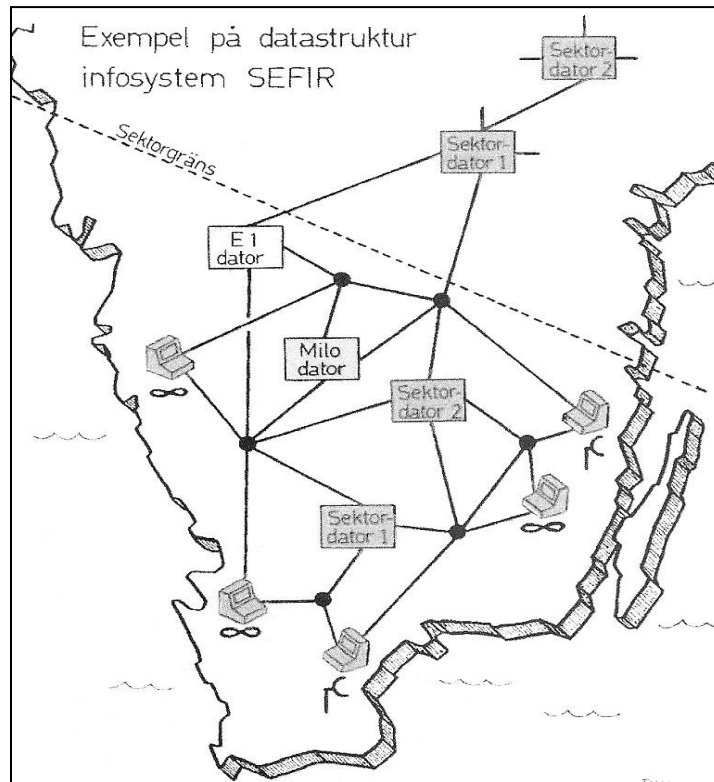 Exempel på datastruktur
infosystem SEFIR
Sektor-
dator 2
Sektor-
dator 1
Sektorgräns
E 1
dator
Milo
dator
Sektor-
dator 2
Sektor-
dator 1